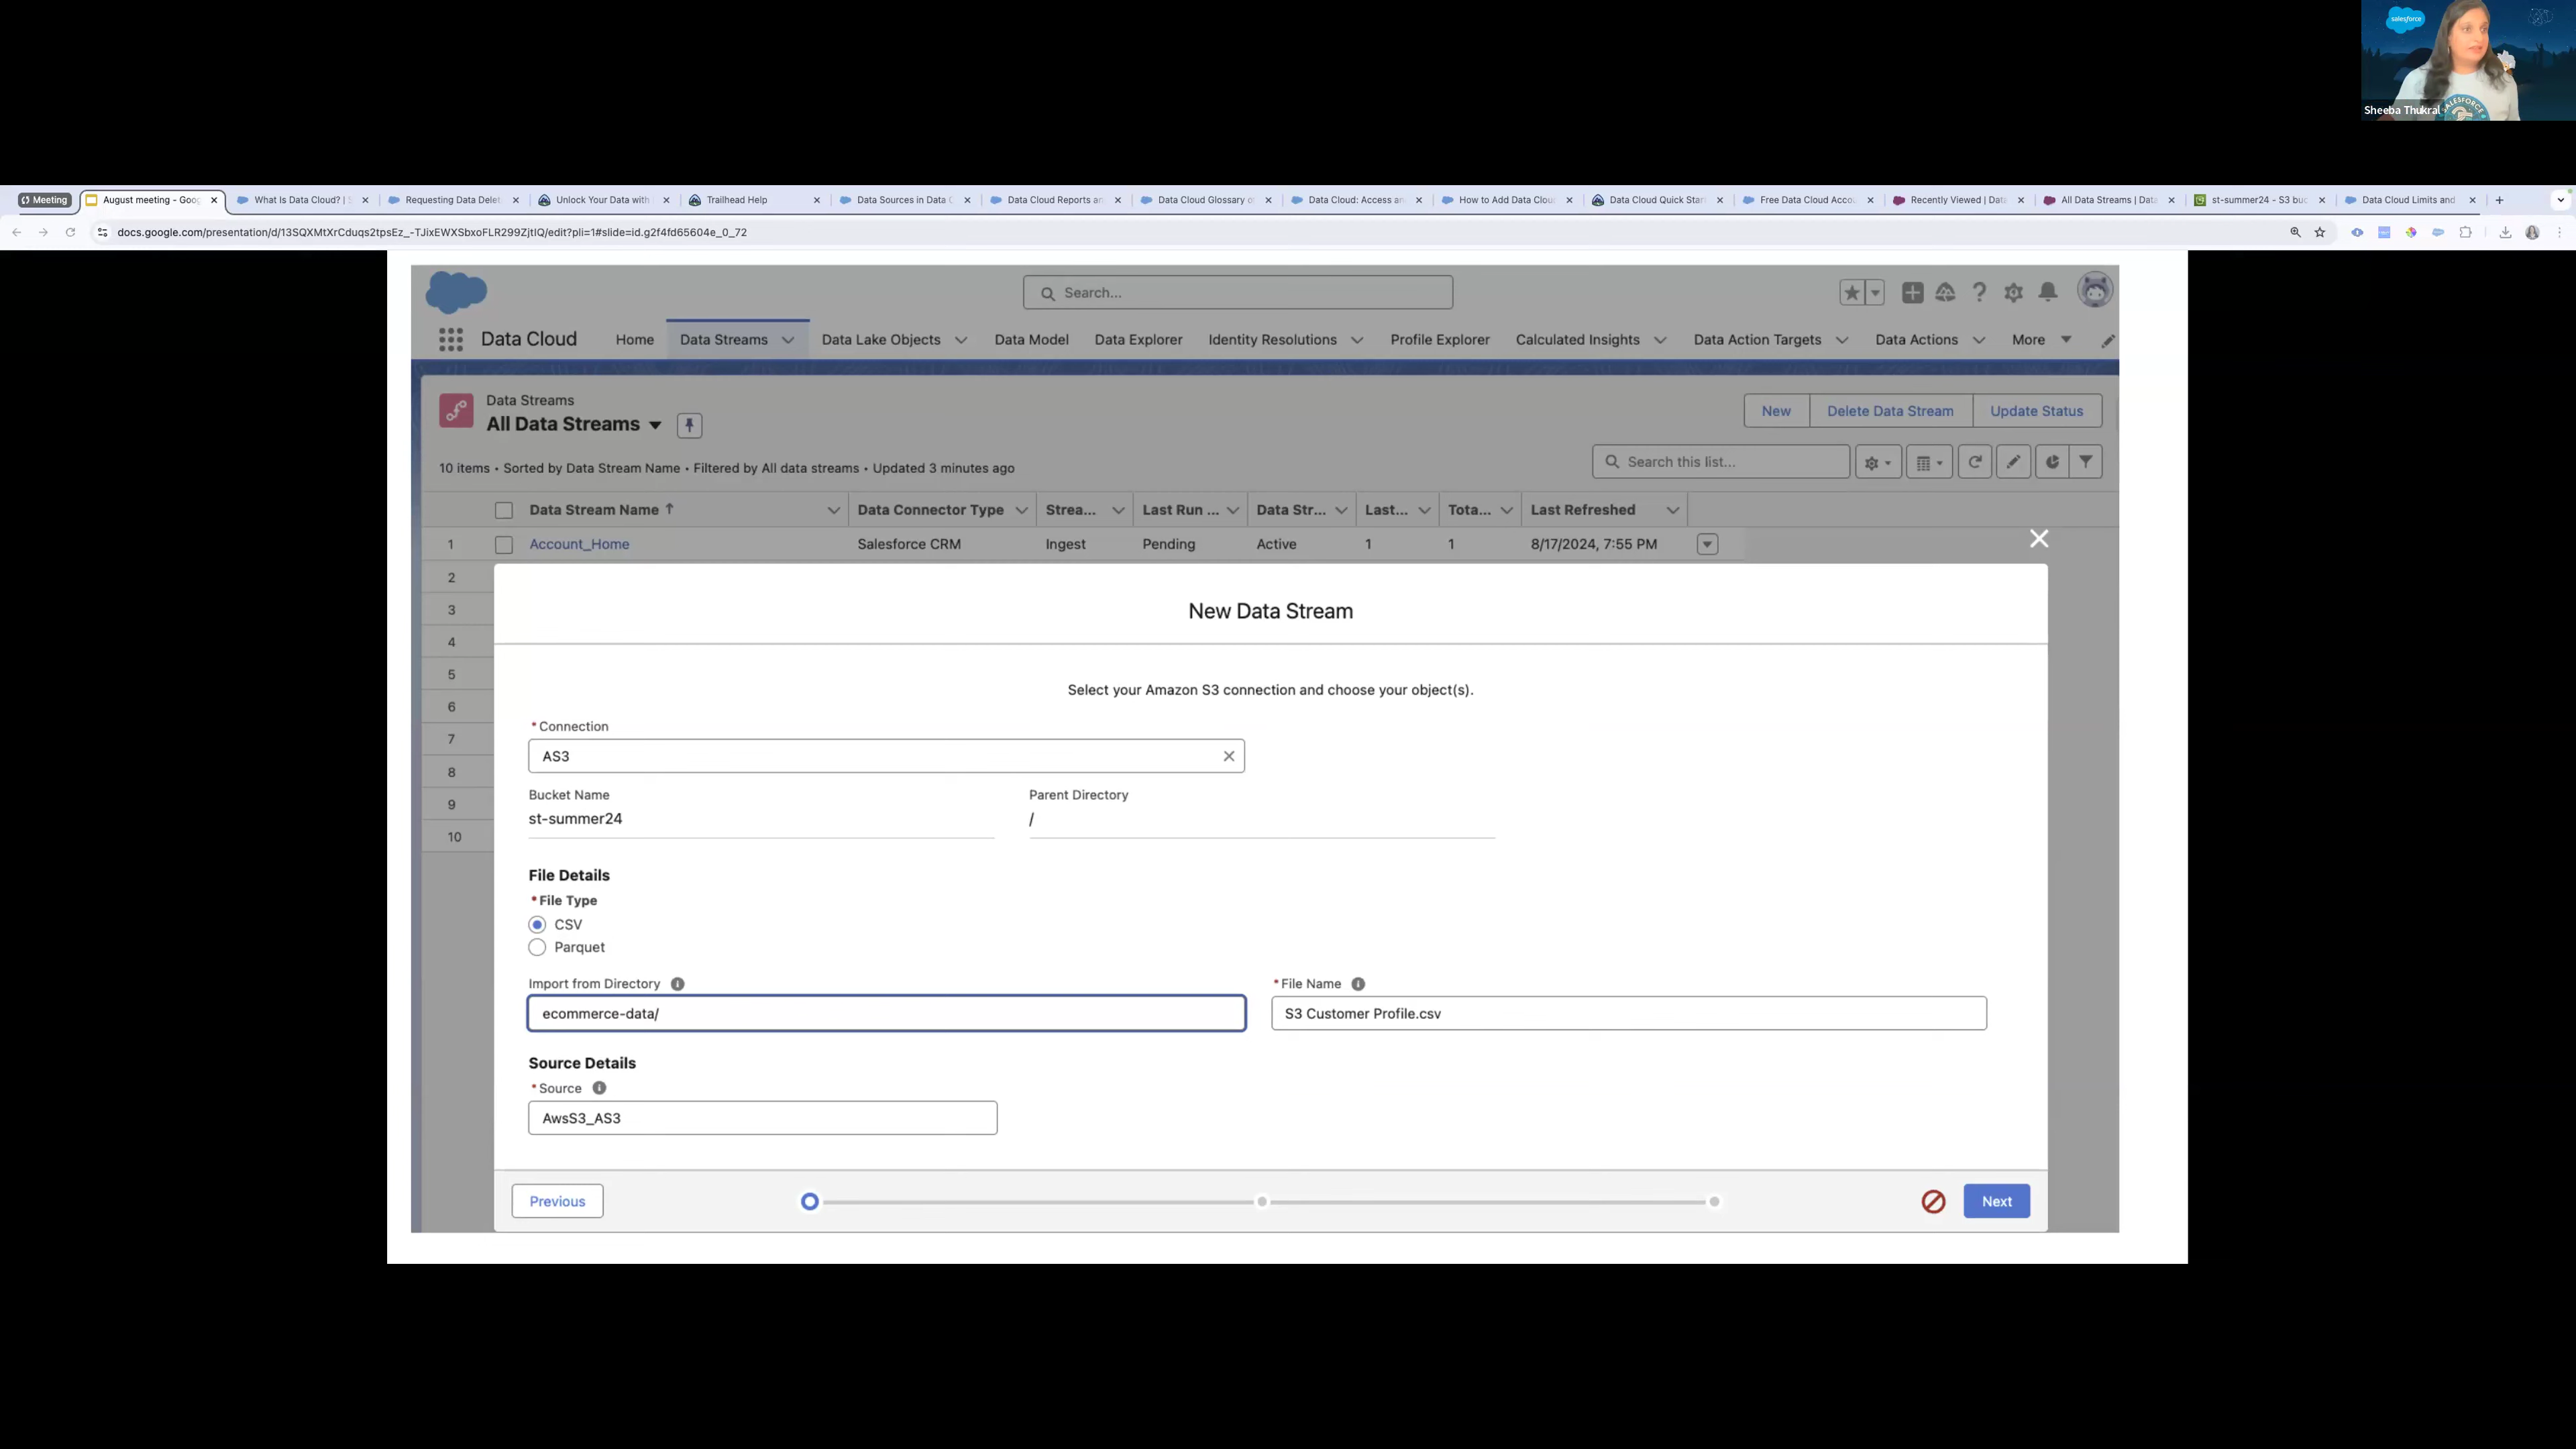 salesforce
Sheeba Thukral
SALESFORCE
Meeting
August meeting - Goog
What Is Data Cloud? | S
Requesting Data Delet
Unlock Your Data with
Trailhead Help
Data Sources in Data C
Data Cloud Reports an
Data Cloud Glossary o
Data Cloud: Access an
How to Add Data Clou
Data Cloud Quick Star
Free Data Cloud Accou
Recently Viewed | Data
All Data Streams | Data
st-summer24 - S3 buc
Data Cloud Limits and
docs.google.com/presentation/d/13SQXMtXrCduqs2tpsEz_-TJixEWXSbxoFLR299ZjtIQ/edit?pli=1#slide=id.g2f4fd65604e_0_72
Search...
Data Cloud Home Data Streams Data Lake Objects Data Model Data Explorer Identity Resolutions Profile Explorer Calculated Insights Data Action Targets Data Actions More
Data Streams
All Data Streams
New Delete Data Stream Update Status
10 items • Sorted by Data Stream Name • Filtered by All data streams • Updated 3 minutes ago
Search this list...
Data Stream Name Data Connector Type Strea... Last Run ... Data Str... Last... Tota... Last Refreshed
1 Account_Home Salesforce CRM Ingest Pending Active 1 1 8/17/2024, 7:55 PM
2
3
4
5
6
7
8
9
10
New Data Stream
Select your Amazon S3 connection and choose your object(s).
* Connection
AS3
Bucket Name Parent Directory
st-summer24 /
File Details
* File Type
CSV
Parquet
Import from Directory * File Name
ecommerce-data/ S3 Customer Profile.csv
Source Details
* Source
AwsS3_AS3
Previous Next